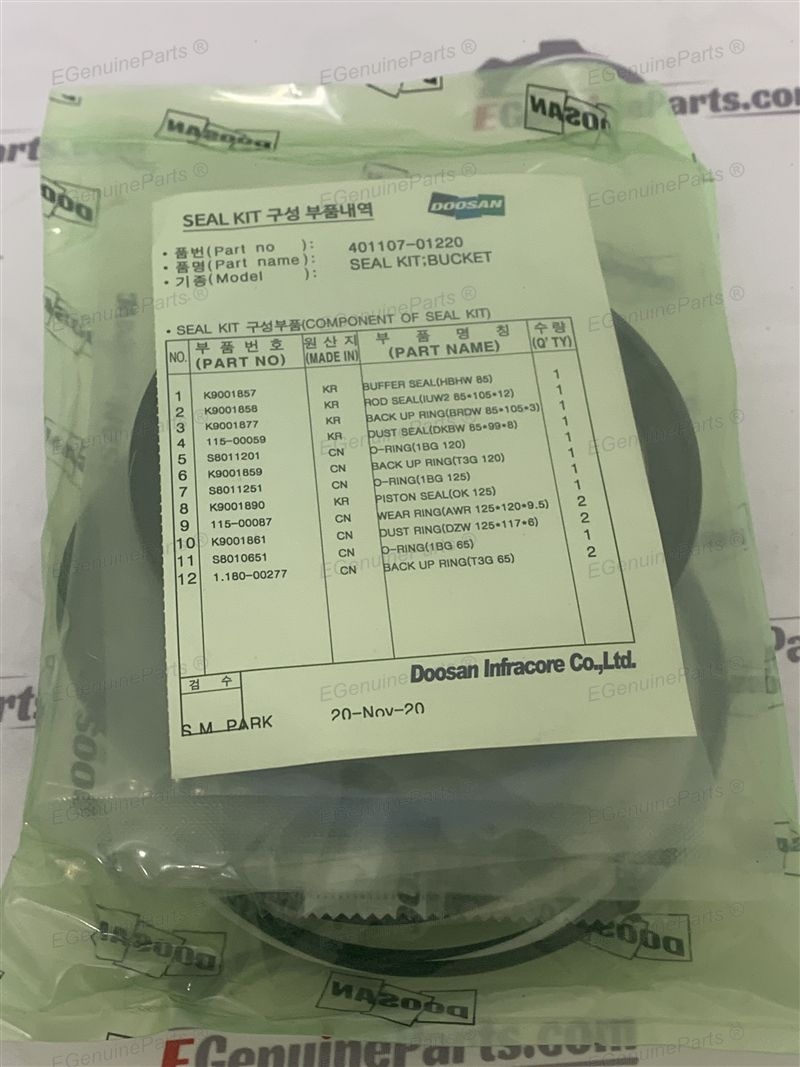 SEAL KIT 구성 부품내역
DOOSAN
• 품번(Part no ): 401107-01220
• 품명(Part name): SEAL KIT;BUCKET
• 기종(Model ):
• SEAL KIT 구성부품(COMPONENT OF SEAL KIT)
NO. 부 품 번 호 (PART NO) 원 산 지 (MADE IN) 부 품 명 칭 (PART NAME) 수 량 (Q' TY)
1 K9001857 KR BUFFER SEAL(HBHW 85) 1
2 K9001858 KR ROD SEAL(IUW2 85*105*12) 1
3 K9001877 KR BACK UP RING(BRDW 85*105*3) 1
4 115-00059 KR DUST SEAL(DKBW 85*99*8) 1
5 S8011201 CN O-RING(1BG 120) 1
6 K9001859 CN BACK UP RING(T3G 120) 1
7 S8011251 CN O-RING(1BG 125) 1
8 K9001890 KR PISTON SEAL(OK 125) 1
9 115-00087 CN WEAR RING(AWR 125*120*9.5) 2
10 K9001861 CN DUST RING(DZW 125*117*6) 2
11 S8010651 CN O-RING(1BG 65) 1
12 1.180-00277 CN BACK UP RING(T3G 65) 2
Doosan Infracore Co.,Ltd.
검 수
S.M. PARK 20-Nov-20
DOOSAN
DOOSAN
EGenuineParts ®
EGenuineParts.com